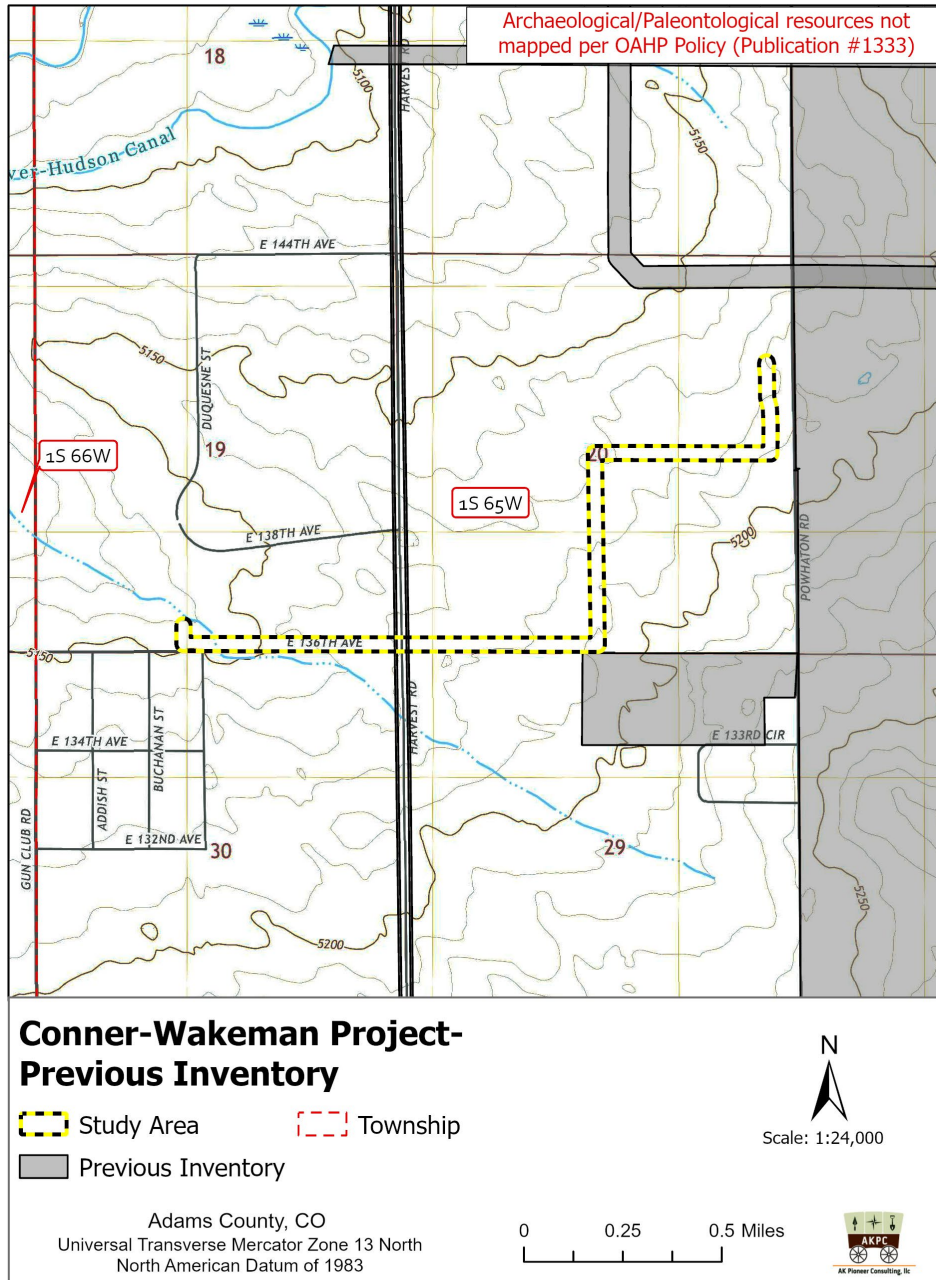 Archaeological/Paleontological resources not
mapped per OAHP Policy (Publication #1333)
18
HARVEST RD
5100
5150
ver-Hudson Canal
E 144TH AVE
5150
DUQUESNE ST
1S 66W
19
20
1S 65W
E 138TH AVE
5200
POWHATON RD
E 136TH AVE
5150
HARVEST RD
E 134TH AVE
ADDISH ST
BUCHANAN ST
E 133RD CIR
GUN CLUB RD
E 132ND AVE
30
29
5250
5200
Conner-Wakeman Project-
Previous Inventory
Study Area
Township
Previous Inventory
N
Scale: 1:24,000
Adams County, CO
Universal Transverse Mercator Zone 13 North
North American Datum of 1983
0 0.25 0.5 Miles
AKPC
AK Pioneer Consulting, llc